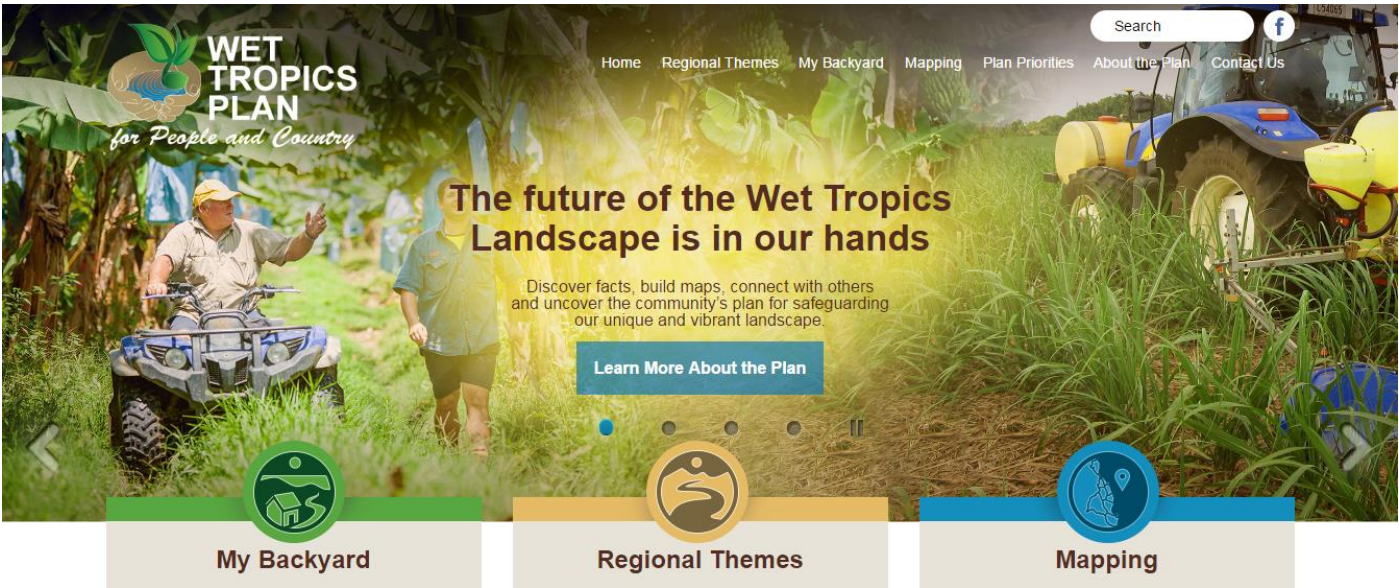 WET
TROPICS
PLAN
for People and Country
Search
f
Home Regional Themes My Backyard Mapping Plan Priorities About the Plan Contact Us
The future of the Wet Tropics
Landscape is in our hands
Discover facts, build maps, connect with others
and uncover the community's plan for safeguarding
our unique and vibrant landscape.
Learn More About the Plan
My Backyard
Regional Themes
Mapping